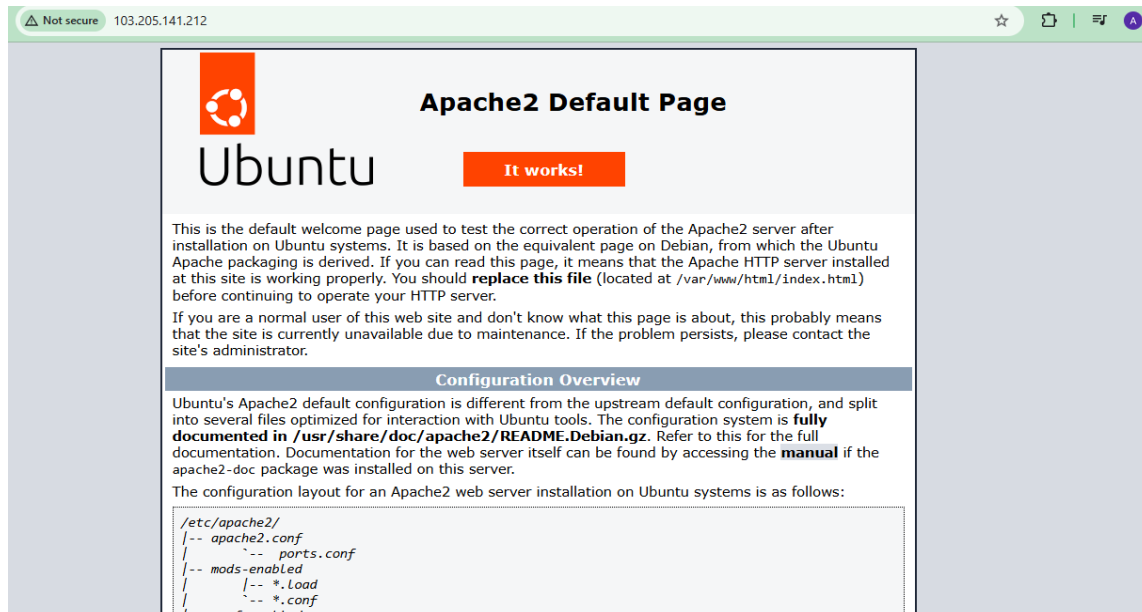 Not secure 103.205.141.212
A
Apache2 Default Page
Ubuntu
It works!
This is the default welcome page used to test the correct operation of the Apache2 server after
installation on Ubuntu systems. It is based on the equivalent page on Debian, from which the Ubuntu
Apache packaging is derived. If you can read this page, it means that the Apache HTTP server installed
at this site is working properly. You should replace this file (located at /var/www/html/index.html)
before continuing to operate your HTTP server.
If you are a normal user of this web site and don't know what this page is about, this probably means
that the site is currently unavailable due to maintenance. If the problem persists, please contact the
site's administrator.
Configuration Overview
Ubuntu's Apache2 default configuration is different from the upstream default configuration, and split
into several files optimized for interaction with Ubuntu tools. The configuration system is fully
documented in /usr/share/doc/apache2/README.Debian.gz. Refer to this for the full
documentation. Documentation for the web server itself can be found by accessing the manual if the
apache2-doc package was installed on this server.
The configuration layout for an Apache2 web server installation on Ubuntu systems is as follows:
/etc/apache2/
|-- apache2.conf
|       `--  ports.conf
|-- mods-enabled
|       |-- *.load
|       `-- *.conf